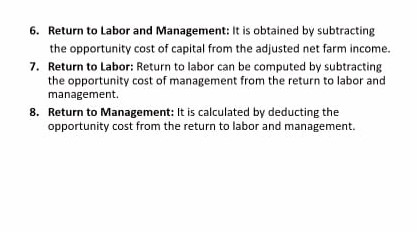 6. Return to Labor and Management: It is obtained by subtracting
the opportunity cost of capital from the adjusted net farm income.
7. Return to Labor: Return to labor can be computed by subtracting
the opportunity cost of management from the return to labor and
management.
8. Return to Management: It is calculated by deducting the
opportunity cost from the return to labor and management.